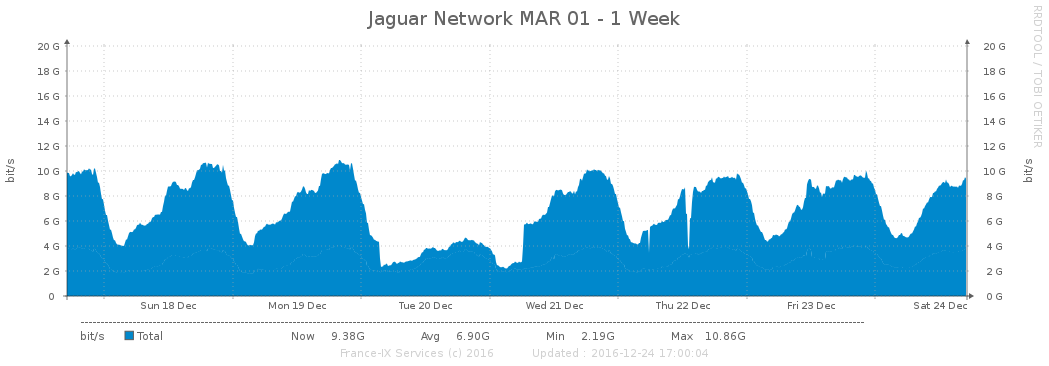 Jaguar Network MAR 01 - 1 Week
RRDTOOL / TOBI OETIKER
bit/s
bit/s
20 G 20 G
18 G 18 G
16 G 16 G
14 G 14 G
12 G 12 G
10 G 10 G
8 G 8 G
6 G 6 G
4 G 4 G
2 G 2 G
0 0 G
Sun 18 Dec Mon 19 Dec Tue 20 Dec Wed 21 Dec Thu 22 Dec Fri 23 Dec Sat 24 Dec
bit/s Total Now 9.38G Avg 6.90G Min 2.19G Max 10.86G
France-IX Services (c) 2016 Updated : 2016-12-24 17:00:04